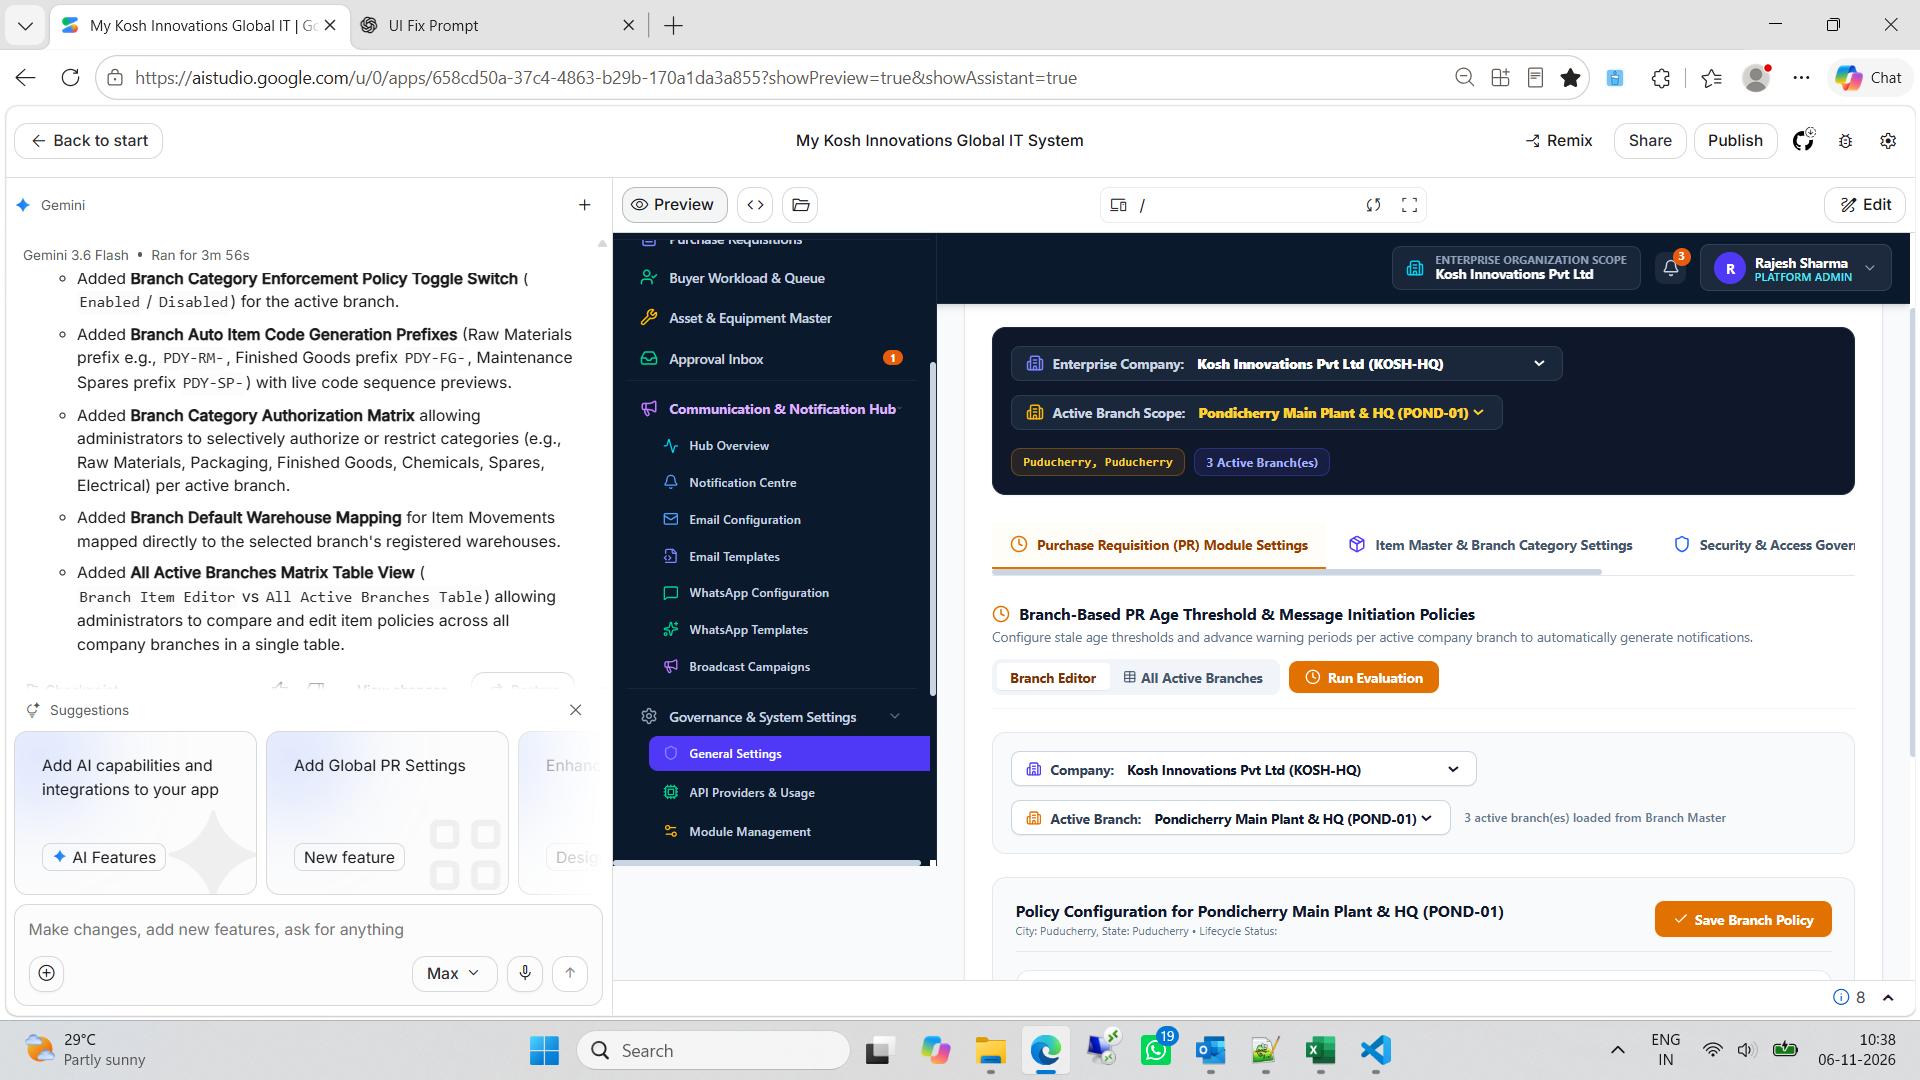 My Kosh Innovations Global IT | Go
UI Fix Prompt
https://aistudio.google.com/u/0/apps/658cd50a-37c4-4863-b29b-170a1da3a855?showPreview=true&showAssistant=true
Chat
Back to start
My Kosh Innovations Global IT System
Remix
Share
Publish
Gemini
Gemini 3.6 Flash • Ran for 3m 56s
Added Branch Category Enforcement Policy Toggle Switch (
Enabled / Disabled) for the active branch.
Added Branch Auto Item Code Generation Prefixes (Raw Materials
prefix e.g., PDY-RM-, Finished Goods prefix PDY-FG-, Maintenance
Spares prefix PDY-SP-) with live code sequence previews.
Added Branch Category Authorization Matrix allowing
administrators to selectively authorize or restrict categories (e.g.,
Raw Materials, Packaging, Finished Goods, Chemicals, Spares,
Electrical) per active branch.
Added Branch Default Warehouse Mapping for Item Movements
mapped directly to the selected branch's registered warehouses.
Added All Active Branches Matrix Table View (
Branch Item Editor vs All Active Branches Table) allowing
administrators to compare and edit item policies across all
company branches in a single table.
Checkpoint
View changes
Restore
Suggestions
Add AI capabilities and
integrations to your app
AI Features
Add Global PR Settings
New feature
Enhanc
Desig
Make changes, add new features, ask for anything
Max
Preview
/
Edit
Purchase Requisitions
Buyer Workload & Queue
Asset & Equipment Master
Approval Inbox
1
Communication & Notification Hub
Hub Overview
Notification Centre
Email Configuration
Email Templates
WhatsApp Configuration
WhatsApp Templates
Broadcast Campaigns
Governance & System Settings
General Settings
API Providers & Usage
Module Management
ENTERPRISE ORGANIZATION SCOPE
Kosh Innovations Pvt Ltd
3
R
Rajesh Sharma
PLATFORM ADMIN
Enterprise Company: Kosh Innovations Pvt Ltd (KOSH-HQ)
Active Branch Scope: Pondicherry Main Plant & HQ (POND-01)
Puducherry, Puducherry
3 Active Branch(es)
Purchase Requisition (PR) Module Settings
Item Master & Branch Category Settings
Security & Access Gover
Branch-Based PR Age Threshold & Message Initiation Policies
Configure stale age thresholds and advance warning periods per active company branch to automatically generate notifications.
Branch Editor
All Active Branches
Run Evaluation
Company: Kosh Innovations Pvt Ltd (KOSH-HQ)
Active Branch: Pondicherry Main Plant & HQ (POND-01)
3 active branch(es) loaded from Branch Master
Policy Configuration for Pondicherry Main Plant & HQ (POND-01)
City: Puducherry, State: Puducherry • Lifecycle Status:
Save Branch Policy
8
29°C
Partly sunny
Search
19
ENG
IN
10:38
06-11-2026